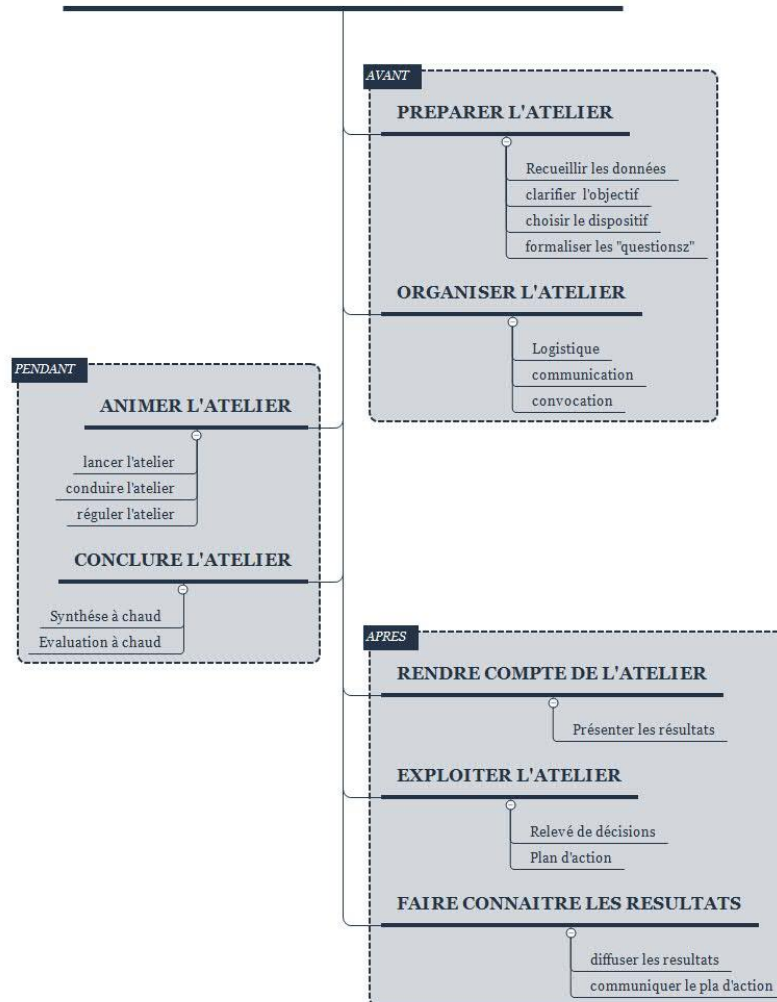 AVANT
PREPARER L'ATELIER
Recueillir les données
clarifier l'objectif
choisir le dispositif
formaliser les "questionsz"
ORGANISER L'ATELIER
Logistique
communication
convocation
PENDANT
ANIMER L'ATELIER
lancer l'atelier
conduire l'atelier
réguler l'atelier
CONCLURE L'ATELIER
Synthése à chaud
Evaluation à chaud
APRES
RENDRE COMPTE DE L'ATELIER
Présenter les résultats
EXPLOITER L'ATELIER
Relevé de décisions
Plan d'action
FAIRE CONNAITRE LES RESULTATS
diffuser les resultats
communiquer le pla d'action